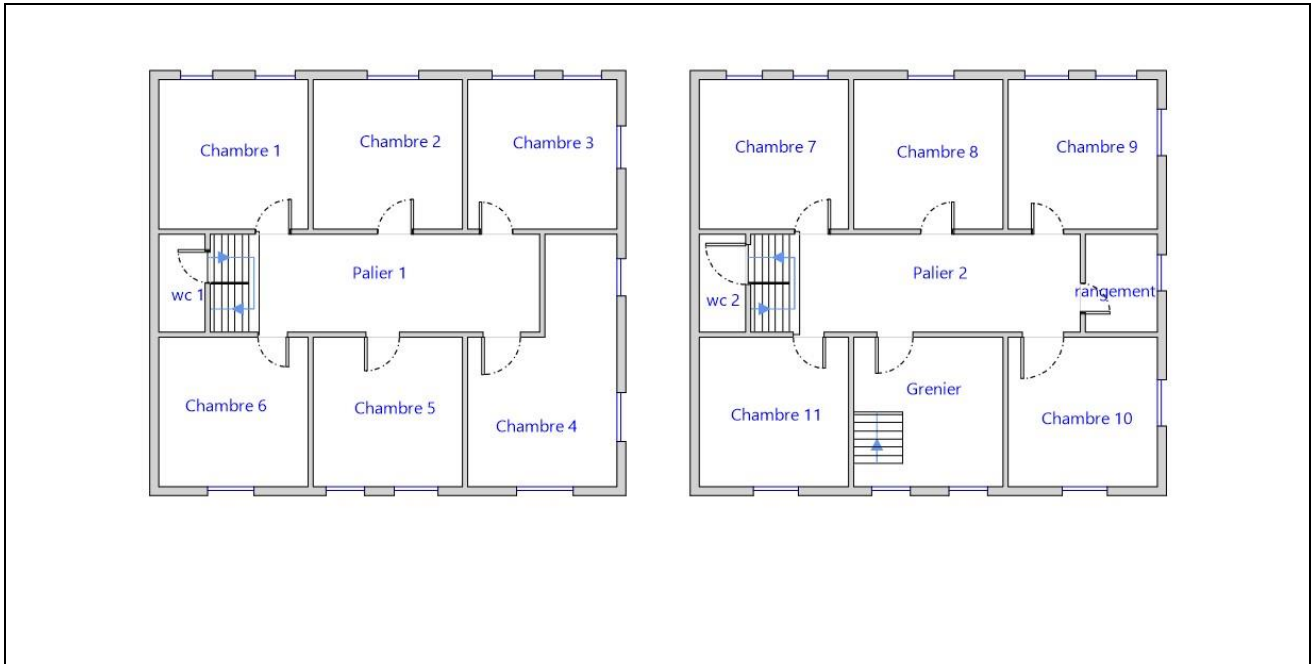 Chambre 1
Chambre 2
Chambre 3
Palier 1
wc 1
Chambre 6
Chambre 5
Chambre 4
Chambre 7
Chambre 8
Chambre 9
Palier 2
wc 2
rangement
Grenier
Chambre 11
Chambre 10